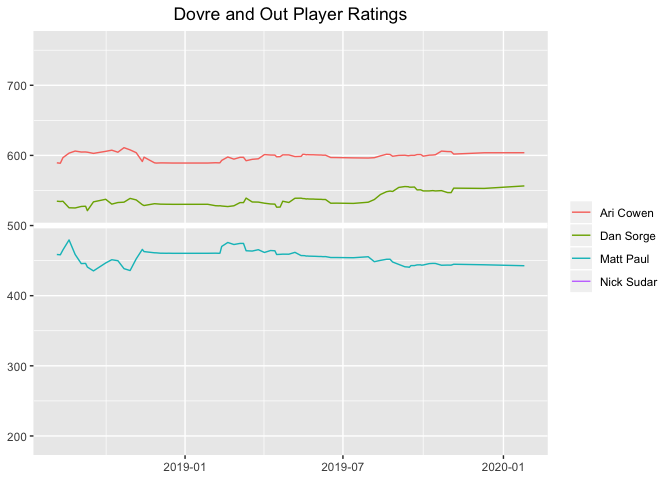 Dovre and Out Player Ratings
700
600
500
400
300
200
2019-01
2019-07
2020-01
Ari Cowen
Dan Sorge
Matt Paul
Nick Sudar